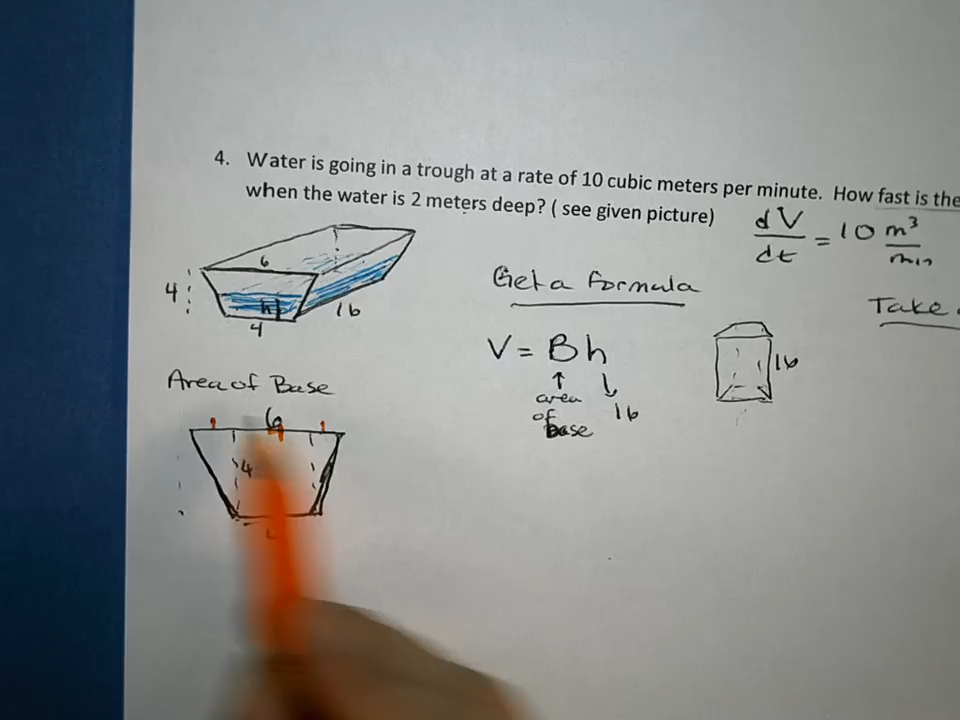 4. Water is going in a trough at a rate of 10 cubic meters per minute. How fast is the
when the water is 2 meters deep? ( see given picture)
dV/dt = 10 m³/min
6
4
h
4
16
Get a formula
Take
V = Bh
area
of
base
16
16
Area of Base
6
4